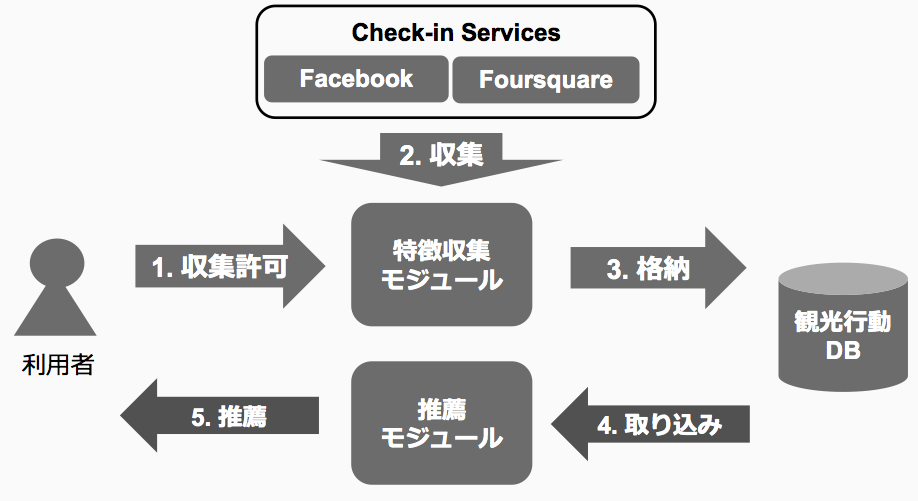 Check-in Services
Facebook
Foursquare
2. 収集
1. 収集許可
特徴収集
モジュール
3. 格納
観光行動
DB
利用者
5. 推薦
推薦
モジュール
4. 取り込み